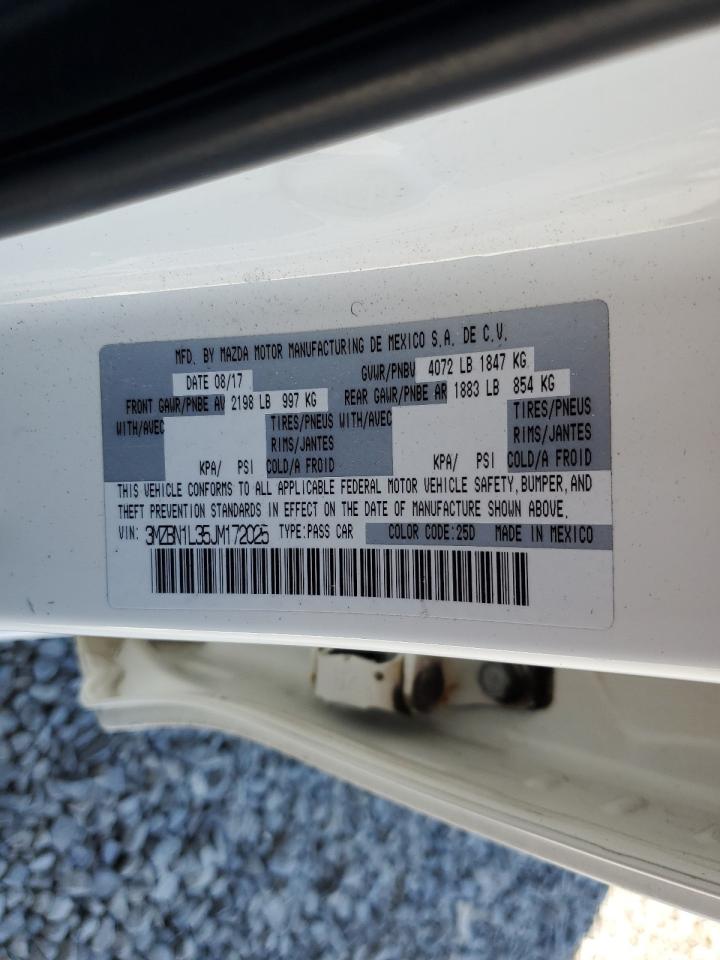 MFD. BY MAZDA MOTOR MANUFACTURING DE MEXICO S.A. DE C.V.
DATE 08/17 GVWR/PNBV 4072 LB 1847 KG
FRONT GAWR/PNBE AV 2198 LB 997 KG REAR GAWR/PNBE AR 1883 LB 854 KG
WITH/AVEC TIRES/PNEUS WITH/AVEC TIRES/PNEUS
RIMS/JANTES RIMS/JANTES
KPA/ PSI COLD/A FROID KPA/ PSI COLD/A FROID
THIS VEHICLE CONFORMS TO ALL APPLICABLE FEDERAL MOTOR VEHICLE SAFETY, BUMPER, AND
THEFT PREVENTION STANDARDS IN EFFECT ON THE DATE OF MANUFACTURE SHOWN ABOVE.
VIN: 3MZBN1L35JM172025 TYPE:PASS CAR COLOR CODE:25D MADE IN MEXICO